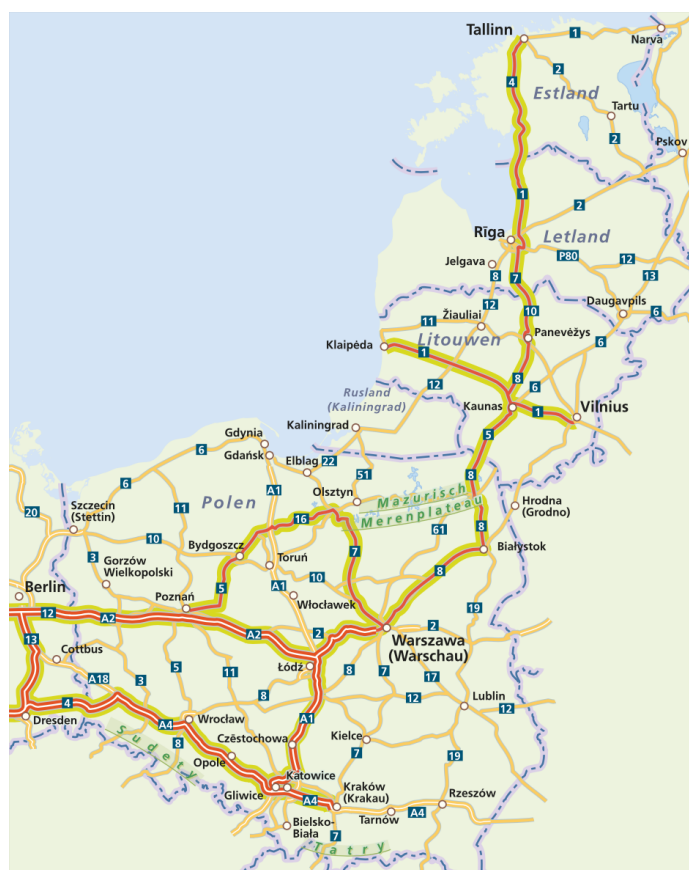 Tallinn
1
Narva
4
2
Estland
Tartu
2
Pskov
1
2
Rīga
Letland
Jelgava
P80
12
8
7
13
12
Daugavpils
10
6
Žiauliai
11
Panevėžys
Litouwen
6
Klaipėda
1
8
6
12
Rusland
(Kaliningrad)
Kaunas
1
Vilnius
Kaliningrad
5
Gdynia
6
Gdańsk
22
Elbląg
51
8
6
A1
Olsztyn
Mazurisch
Merenplateau
Polen
11
20
Szczecin
(Stettin)
16
Hrodna
(Grodno)
10
61
8
Bydgoszcz
7
Białystok
3
Gorzów
Wielkopolski
Toruń
10
8
Berlin
5
A1
Włocławek
19
Poznań
12
A2
A2
2
2
Warszawa
(Warschau)
13
12
Cottbus
Łódź
A18
3
5
11
8
7
17
8
12
Lublin
12
4
A4
Wrocław
A1
Dresden
Sudety
8
Częstochowa
Kielce
7
19
Opole
Katowice
Gliwice
A4
Kraków
(Krakau)
Rzeszów
Tarnów
A4
Bielsko-
Biała
7
Tatry